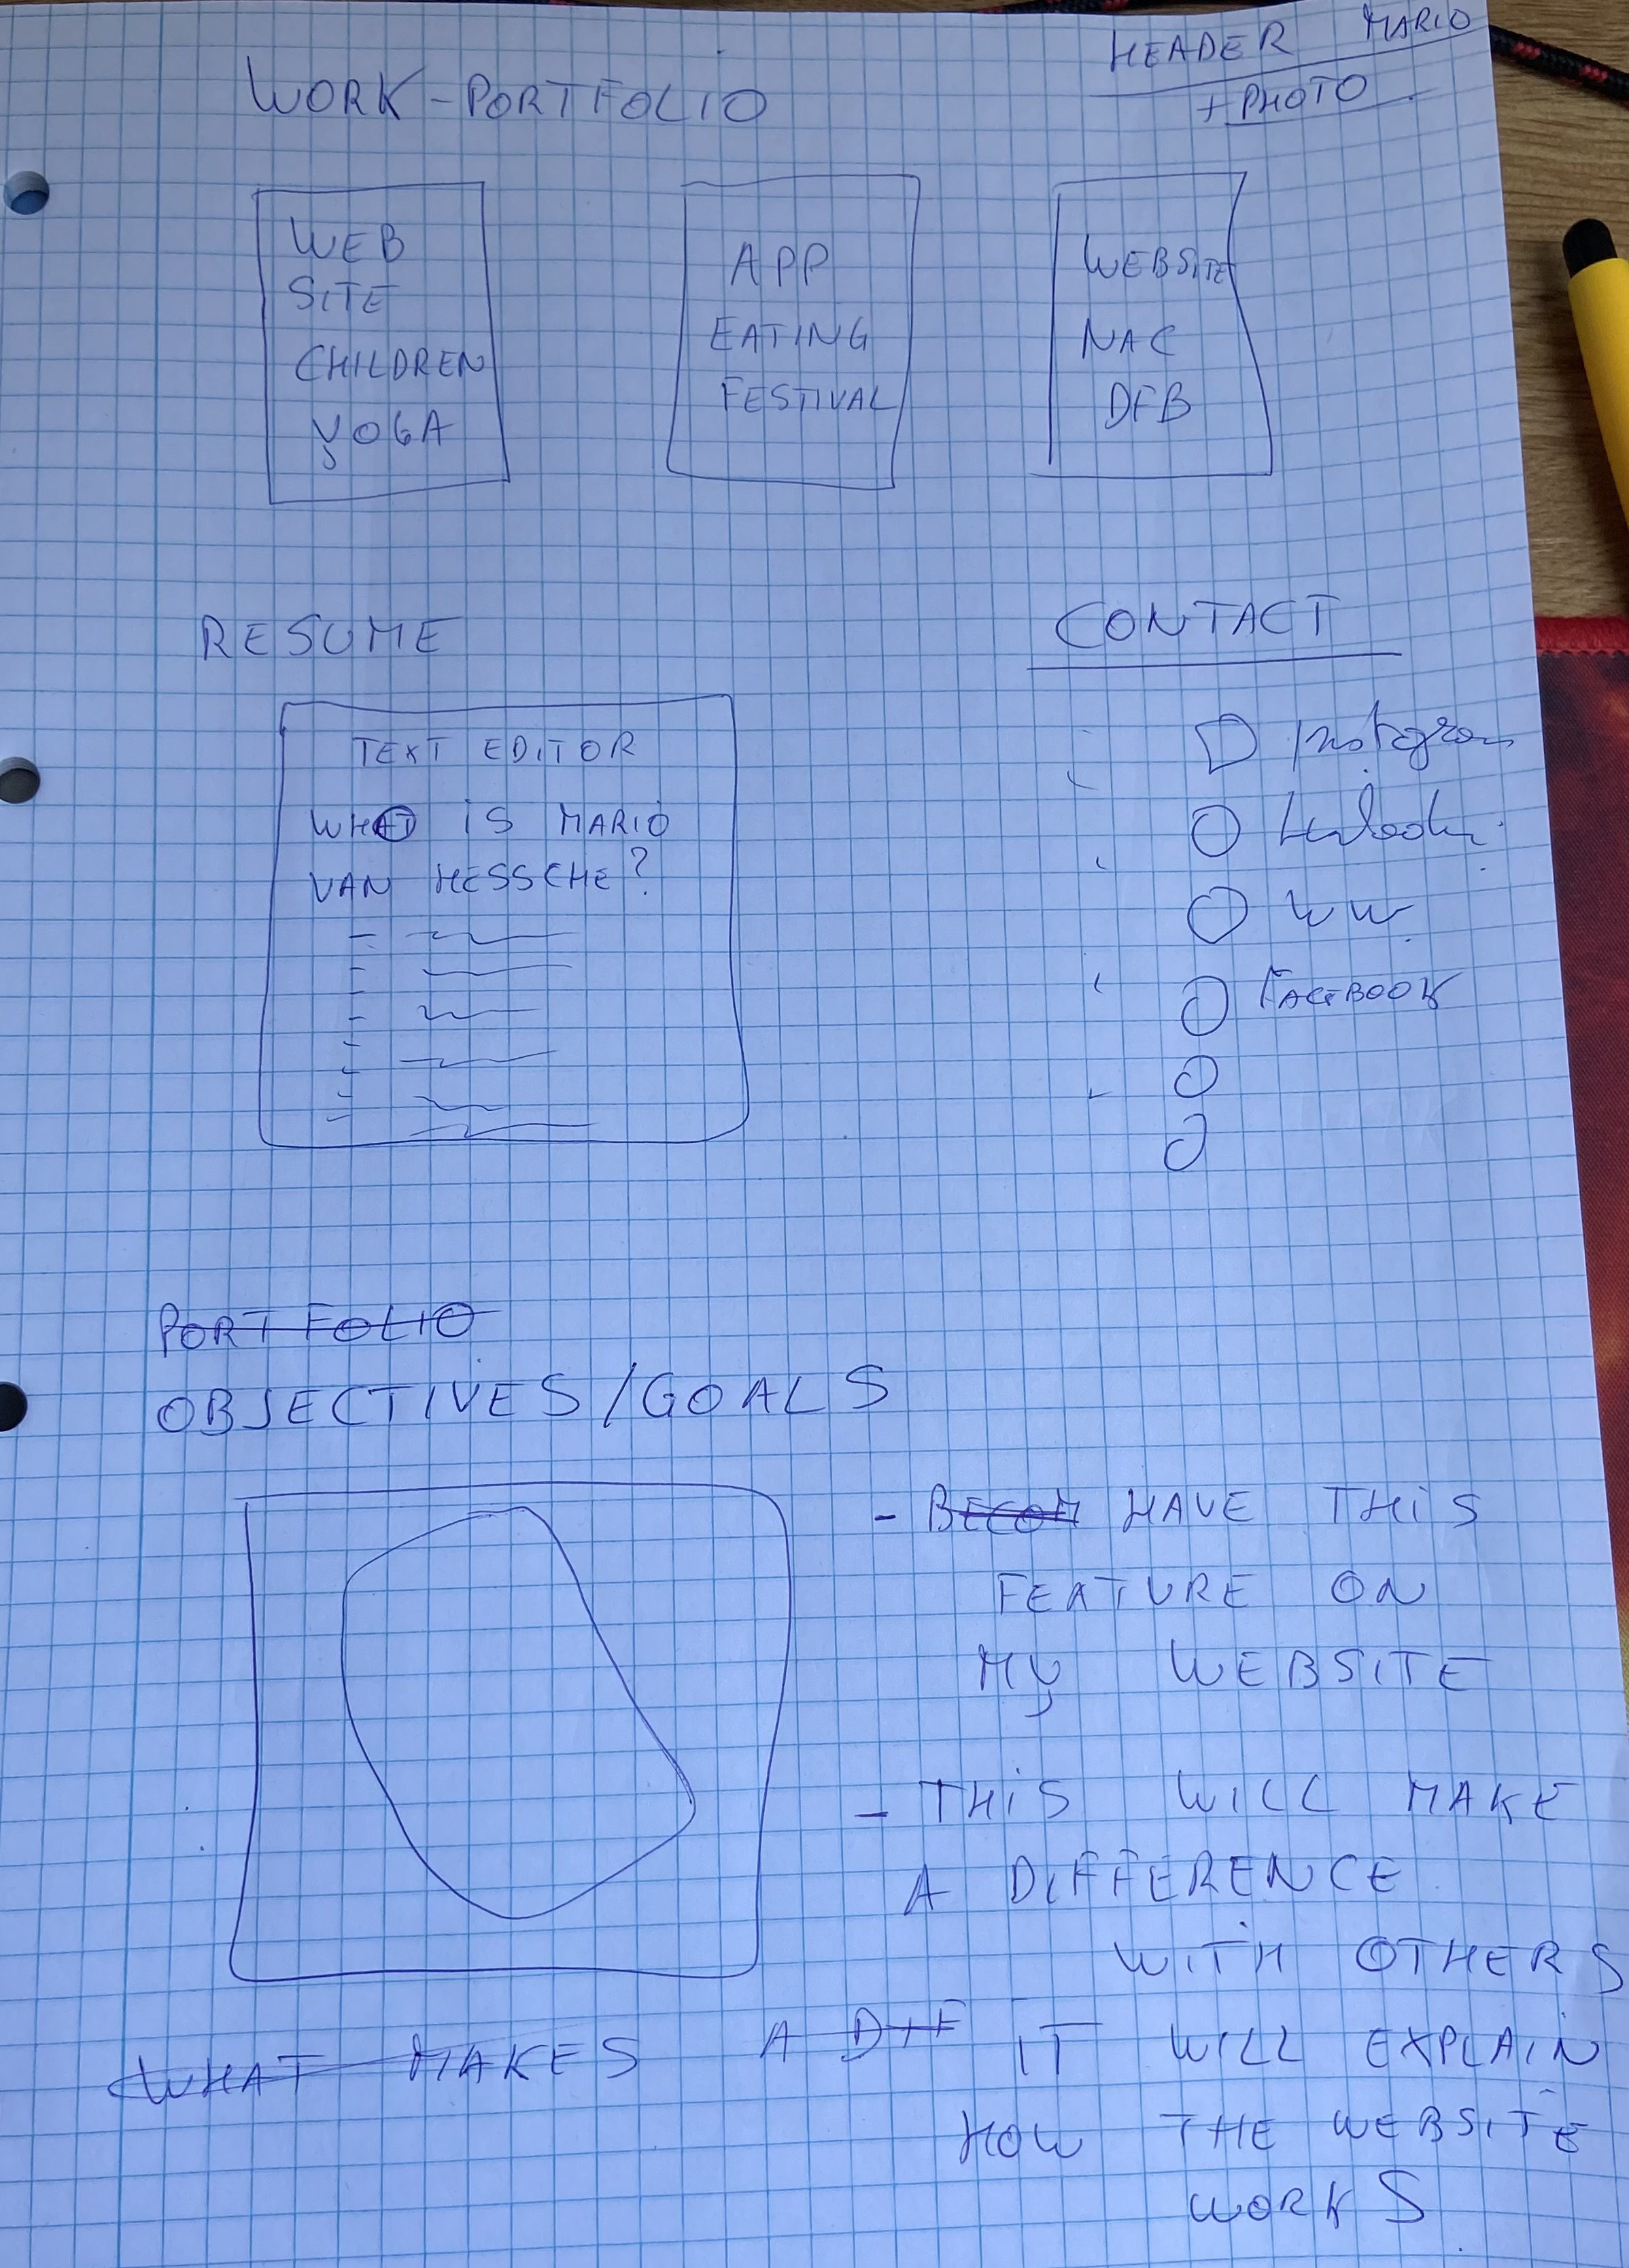 HEADER MARIO
+ PHOTO
WORK-PORTFOLIO
WEB
SITE
CHILDREN
YOGA
APP
EATING
FESTIVAL
WEBSITE
NAC
DFB
RESUME
TEXT EDITOR
WHAT IS MARIO
VAN HESSCHE?
CONTACT
Instagram
WW.
FACEBOOK
PORTFOLIO
OBJECTIVES/GOALS
- BECOM HAVE THIS
FEATURE ON
MY WEBSITE
- THIS WILL MAKE
A DIFFERENCE
WITH OTHERS
WHAT MAKES A DIF
IT WILL EXPLAIN
HOW THE WEBSITE
WORKS